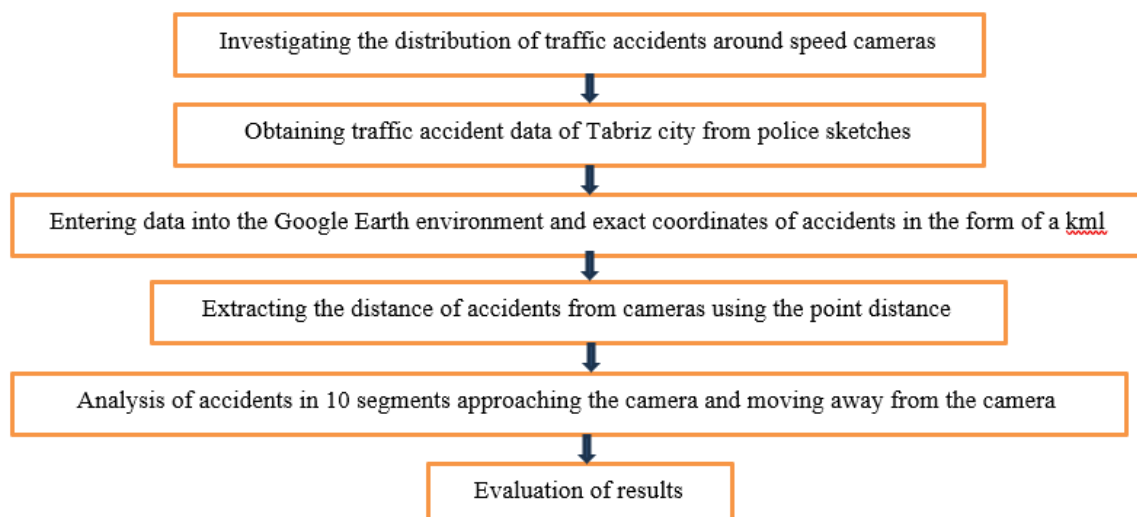 Investigating the distribution of traffic accidents around speed cameras
Obtaining traffic accident data of Tabriz city from police sketches
Entering data into the Google Earth environment and exact coordinates of accidents in the form of a kml
Extracting the distance of accidents from cameras using the point distance
Analysis of accidents in 10 segments approaching the camera and moving away from the camera
Evaluation of results